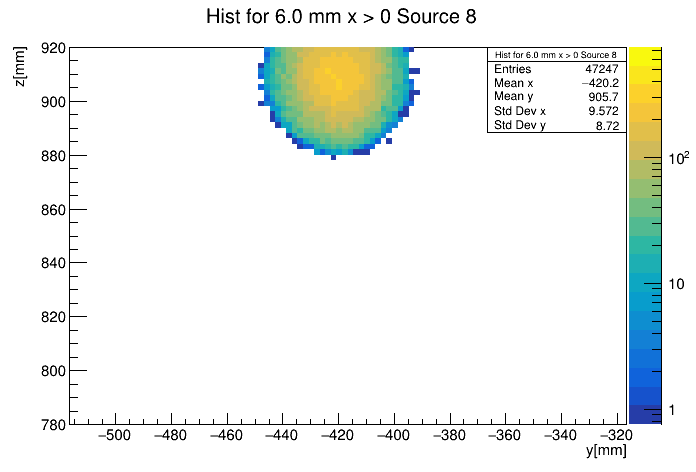 Hist for 6.0 mm x > 0 Source 8
z[mm]
920
900
880
860
840
820
800
780
−500 −480 −460 −440 −420 −400 −380 −360 −340 −320
y[mm]
Hist for 6.0 mm x > 0 Source 8
Entries 47247
Mean x −420.2
Mean y 905.7
Std Dev x 9.572
Std Dev y 8.72
10²
10
1